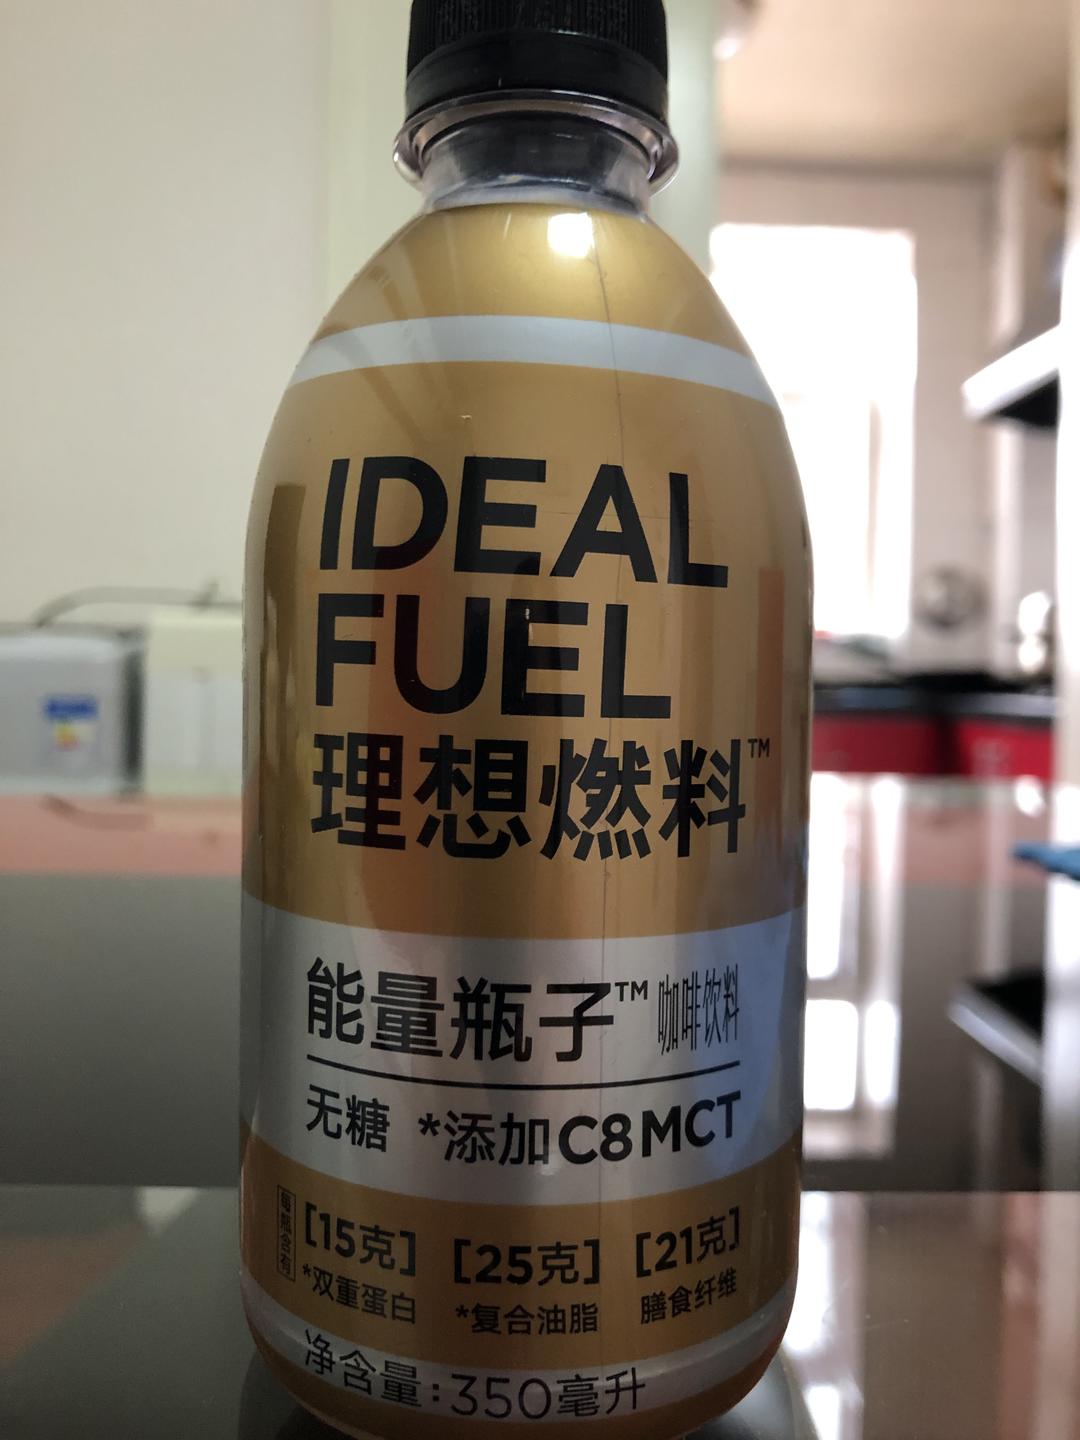 IDEAL
FUEL
理想燃料™
能量瓶子™ 咖啡饮料
无糖 *添加C8MCT
每瓶含有
[15克] [25克] [21克]
*双重蛋白 *复合油脂 膳食纤维
净含量:350毫升